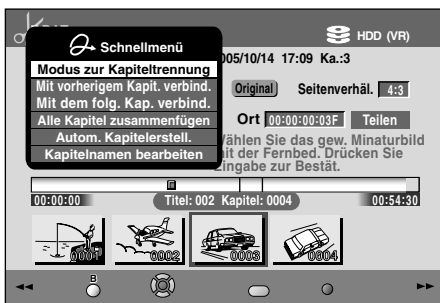 HDD (VR)
Schnellmenü
005/10/14 17:09 Ka.:3
Modus zur Kapiteltrennung
Mit vorherigem Kapit. verbind.
Original Seitenverhäl. 4:3
Mit dem folg. Kap. verbind.
Alle Kapitel zusammenfügen
Ort 00:00:00:03F Teilen
Autom. Kapitelerstell.
Kapitelnamen bearbeiten
Wählen Sie das gew. Minaturbild
mit der Fernbed. Drücken Sie
Eingabe zur Bestät.
00:00:00 Titel: 002 Kapitel: 0004 00:54:30
0001 0002 0003 0004
B